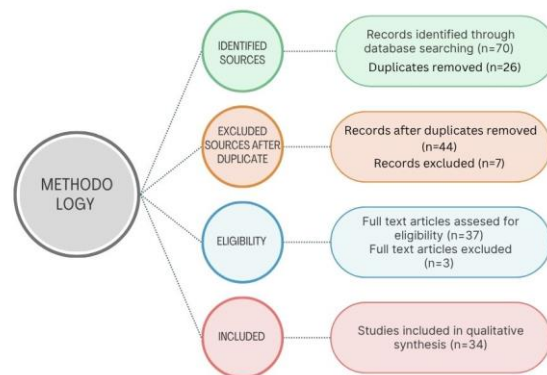 METHODO
LOGY
IDENTIFIED
SOURCES
Records identified through
database searching (n=70)
Duplicates removed (n=26)
EXCLUDED
SOURCES AFTER
DUPLICATE
Records after duplicates removed
(n=44)
Records excluded (n=7)
ELIGIBILITY
Full text articles assesed for
eligibility (n=37)
Full text articles excluded
(n=3)
INCLUDED
Studies included in qualitative
synthesis (n=34)